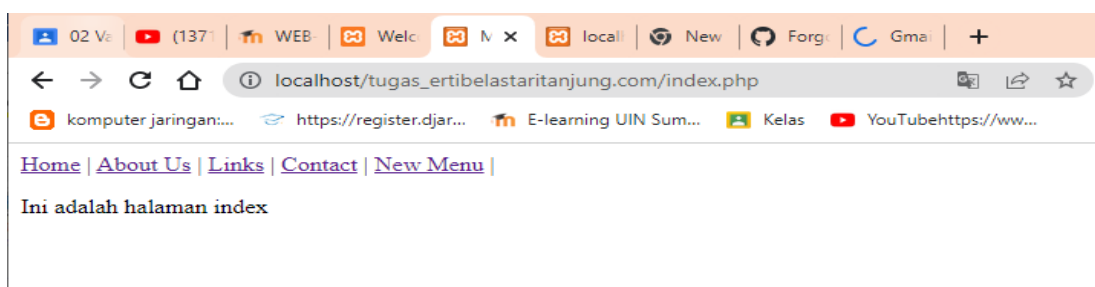 02 Va (1371 WEB- Welc M locall New Forgo Gmai
localhost/tugas_ertibelastaritanjung.com/index.php
komputer jaringan:... https://register.djar... E-learning UIN Sum... Kelas YouTubehttps://ww...
Home | About Us | Links | Contact | New Menu |
Ini adalah halaman index